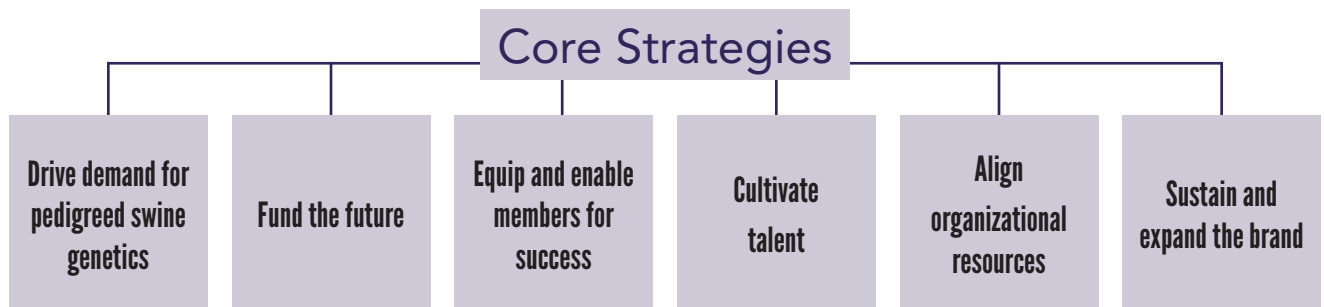 Core Strategies
Drive demand for
pedigreed swine
genetics
Fund the future
Equip and enable
members for
success
Cultivate
talent
Align
organizational
resources
Sustain and
expand the brand